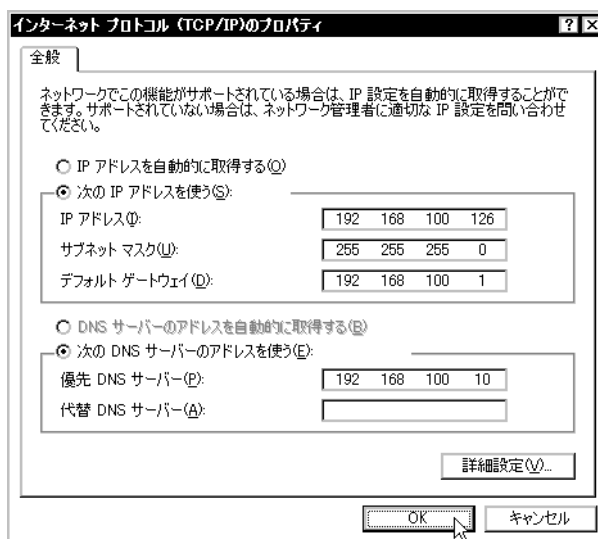 インターネット プロトコル (TCP/IP)のプロパティ
全般
ネットワークでこの機能がサポートされている場合は、IP 設定を自動的に取得することがで
きます。サポートされていない場合は、ネットワーク管理者に適切な IP 設定を問い合わせ
てください。
IP アドレスを自動的に取得する(O)
次の IP アドレスを使う(S):
IP アドレス(I): 192 168 100 126
サブネット マスク(U): 255 255 255 0
デフォルト ゲートウェイ(D): 192 168 100 1
DNS サーバーのアドレスを自動的に取得する(B)
次の DNS サーバーのアドレスを使う(E):
優先 DNS サーバー(P): 192 168 100 10
代替 DNS サーバー(A):
詳細設定(V)...
OK キャンセル